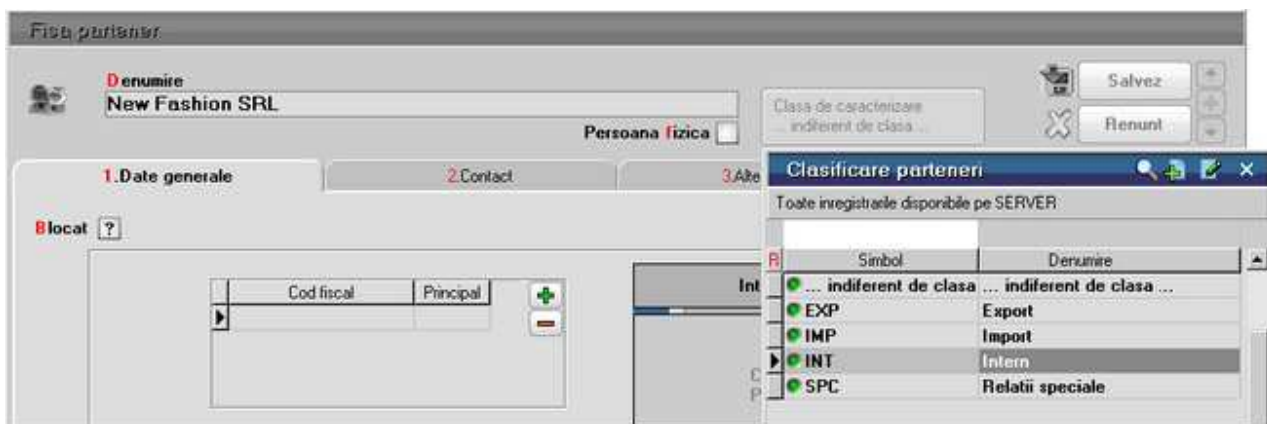 Fisa partener
Denumire
New Fashion SRL
Persoana fizica
Clasa de caracterizare
... indiferent de clasa ...
Salvez
Renunt
1.Date generale
2.Contact
3.Alte
Blocat ?
Cod fiscal Principal
Int
Clasificare parteneri
Toate inregistrarile disponibile pe SERVER
R Simbol Denumire
... indiferent de clasa ... indiferent de clasa ...
EXP Export
IMP Import
INT Intern
SPC Relatii speciale